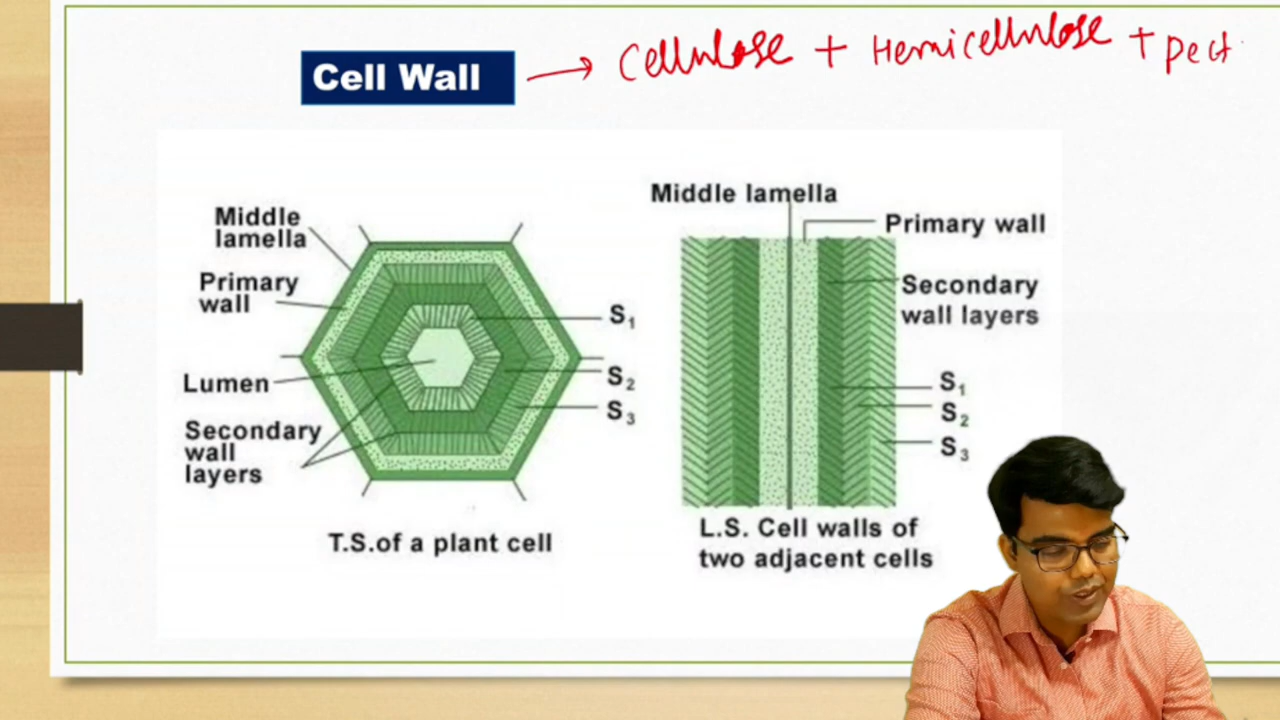 Cell Wall → Cellulose + Hemicellulose + pect
Middle lamella
Primary wall
Lumen
Secondary wall layers
S1
S2
S3
T.S.of a plant cell
Middle lamella
Primary wall
Secondary wall layers
S1
S2
S3
L.S. Cell walls of
two adjacent cells